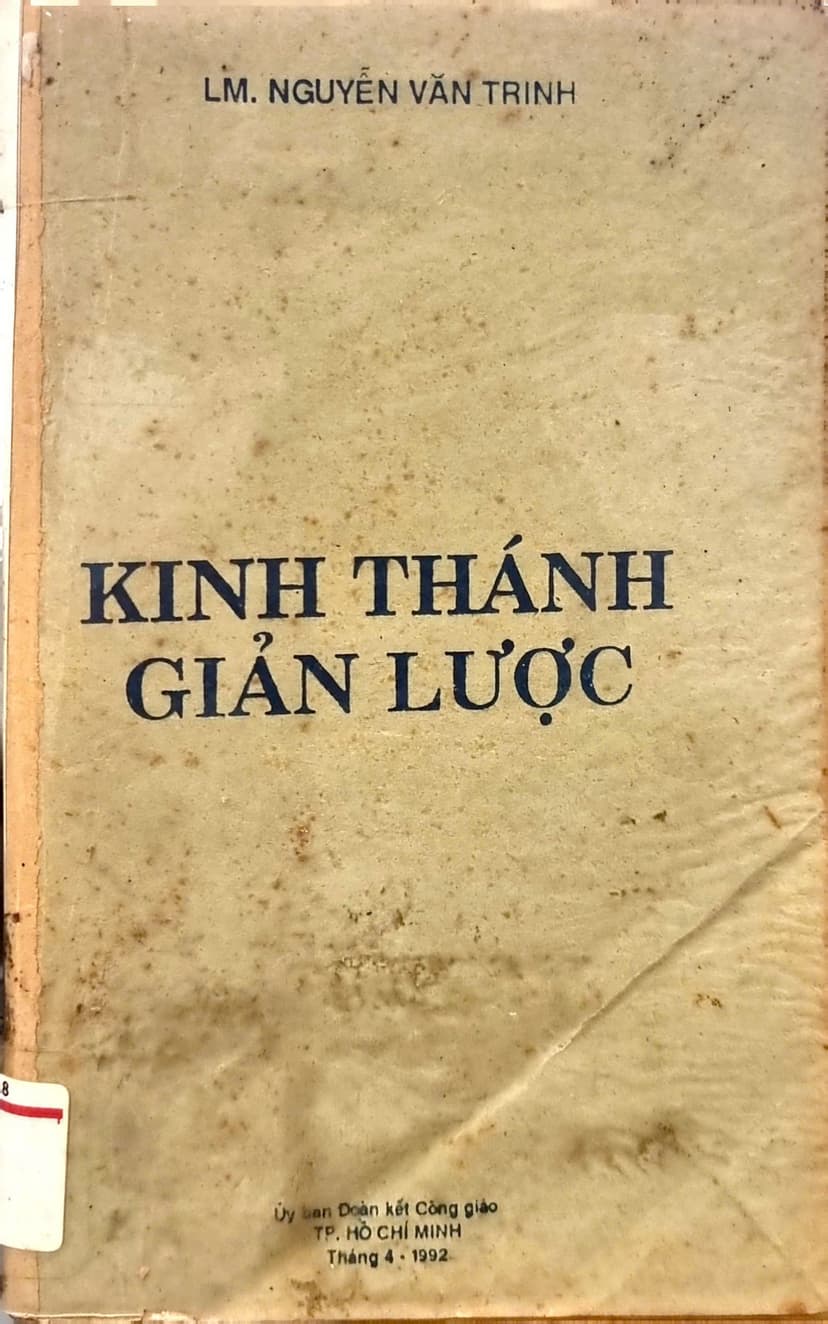 LM. NGUYỄN VĂN TRINH
KINH THÁNH
GIẢN LƯỢC
8
Ủy ban Đoàn kết Công giáo
TP. HỒ CHÍ MINH
Tháng 4 - 1992